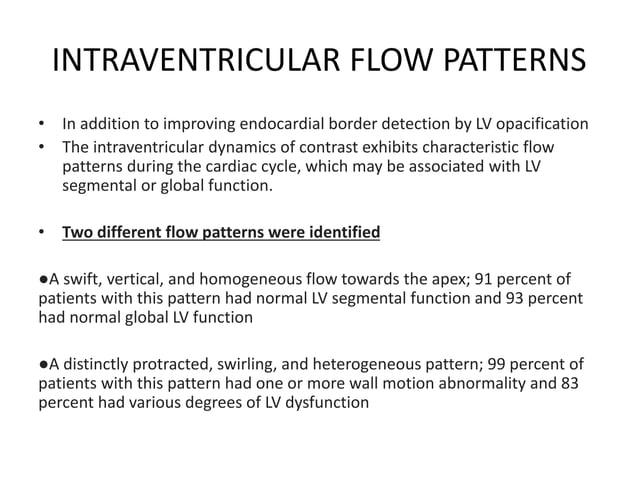 INTRAVENTRICULAR FLOW PATTERNS
• In addition to improving endocardial border detection by LV opacification
• The intraventricular dynamics of contrast exhibits characteristic flow
patterns during the cardiac cycle, which may be associated with LV
segmental or global function.
• Two different flow patterns were identified
●A swift, vertical, and homogeneous flow towards the apex; 91 percent of
patients with this pattern had normal LV segmental function and 93 percent
had normal global LV function
●A distinctly protracted, swirling, and heterogeneous pattern; 99 percent of
patients with this pattern had one or more wall motion abnormality and 83
percent had various degrees of LV dysfunction